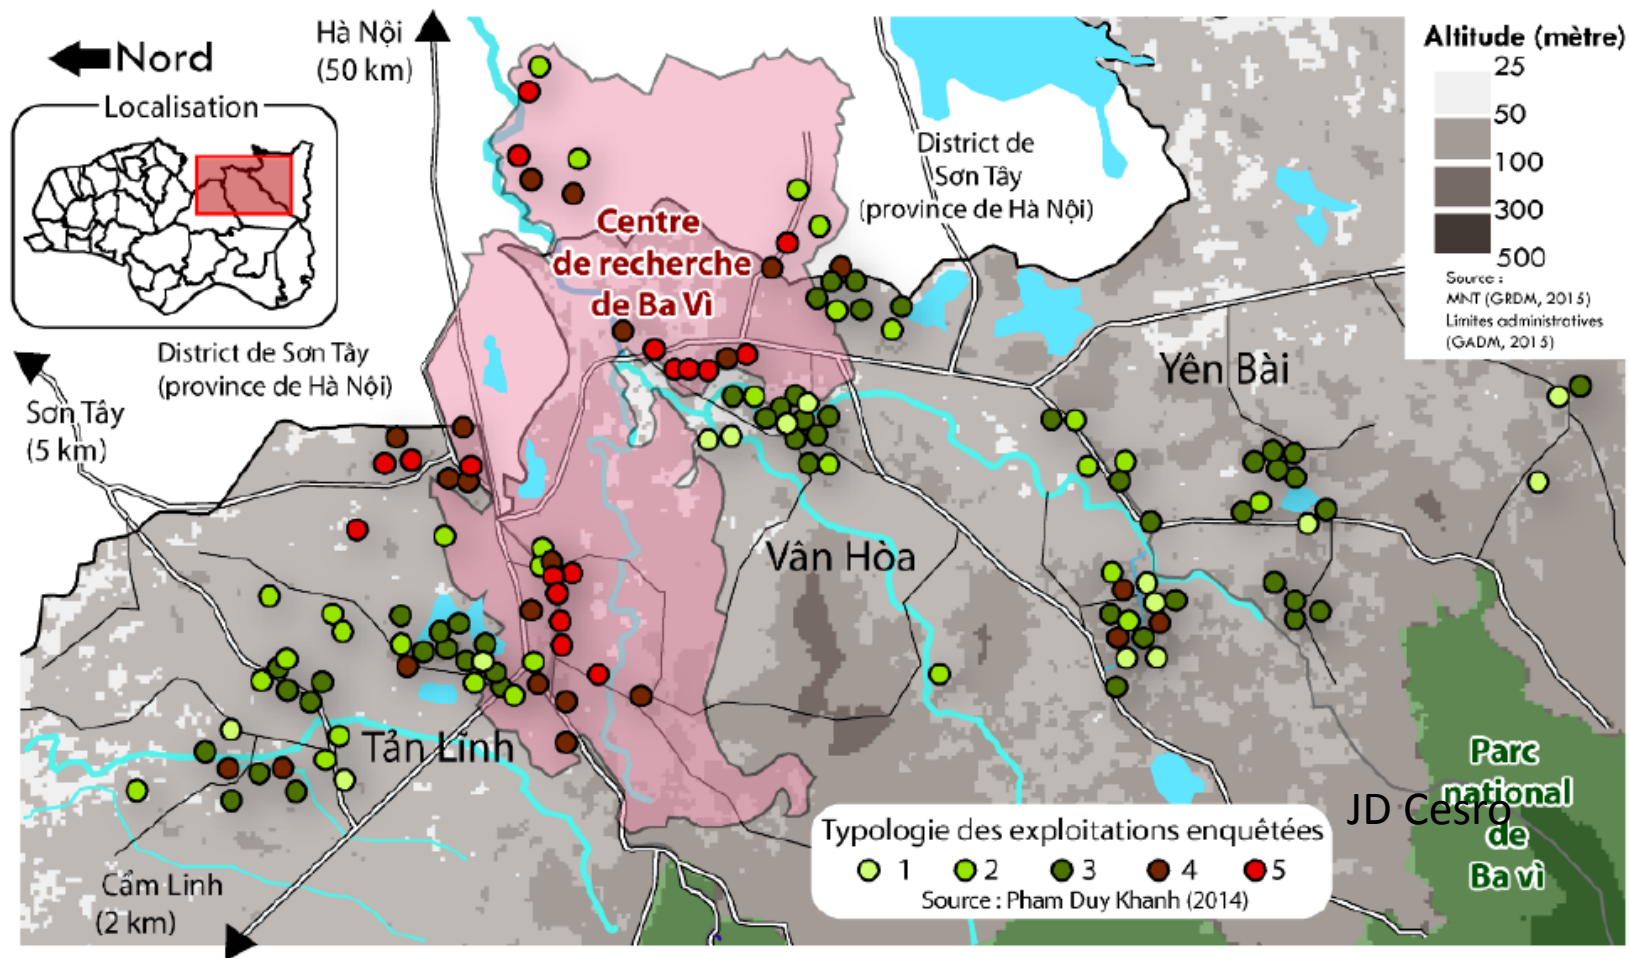 Nord
Localisation
Hà Nội
(50 km)
District de
Sơn Tây
(province de Hà Nội)
Altitude (mètre)
25
50
100
300
500
Source :
MNT (GRDM, 2015)
Limites administratives
(GADM, 2015)
Centre
de recherche
de Ba Vì
District de Sơn Tây
(province de Hà Nội)
Sơn Tây
(5 km)
Yên Bài
Vân Hòa
Tản Lĩnh
Cẩm Linh
(2 km)
JD Cesro
Parc
national
de
Ba vì
Typologie des exploitations enquêtées
1 2 3 4 5
Source : Pham Duy Khanh (2014)